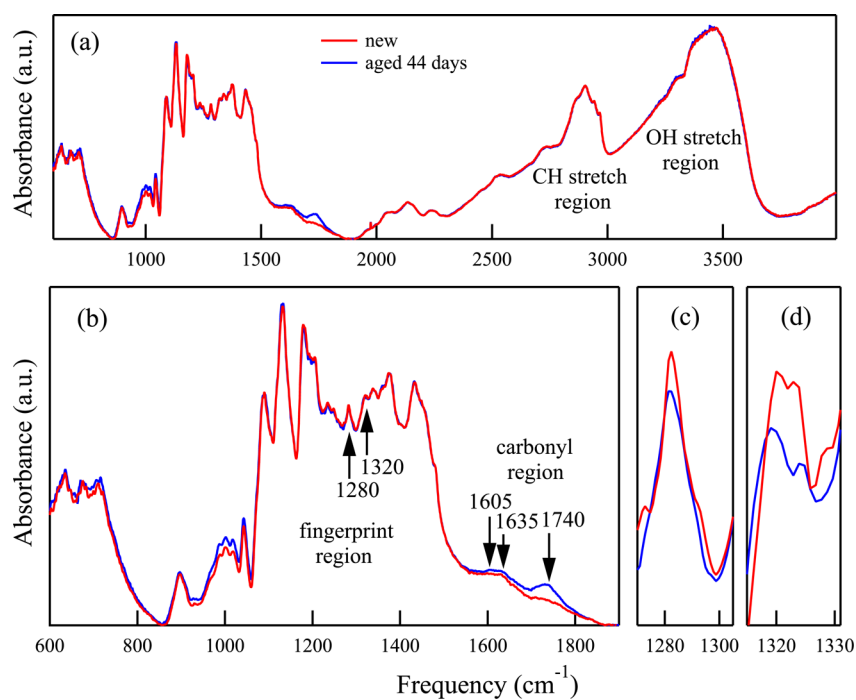 (a)
new
aged 44 days
Absorbance (a.u.)
CH stretch
region
OH stretch
region
1000 1500 2000 2500 3000 3500
(b)
(c)
(d)
Absorbance (a.u.)
1320
1280
carbonyl
region
1605
1635 1740
fingerprint
region
600 800 1000 1200 1400 1600 1800
1280 1300
1320 1331
Frequency (cm⁻¹)